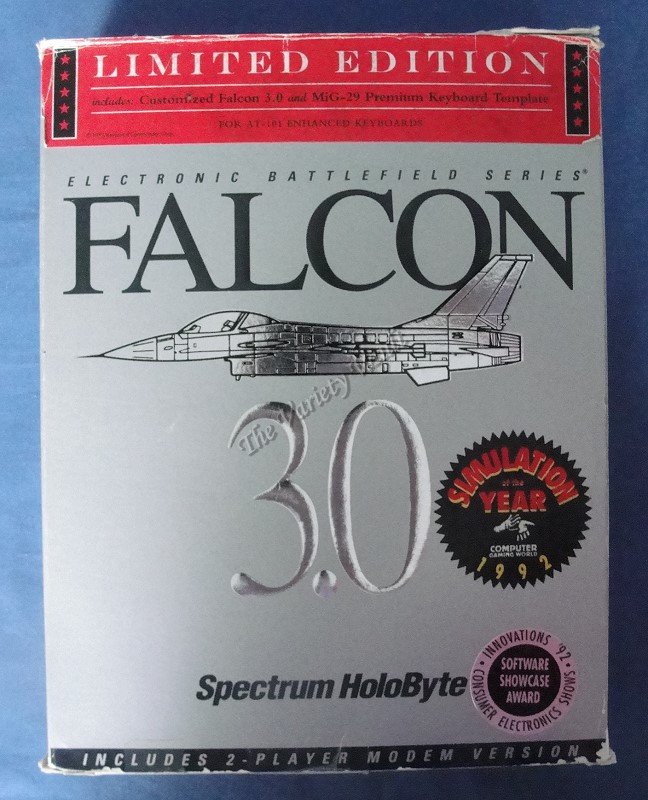 LIMITED EDITION
includes: Customized Falcon 3.0 and MiG-29 Premium Keyboard Template
FOR AT-101 ENHANCED KEYBOARDS
ELECTRONIC BATTLEFIELD SERIES®
FALCON
3.0
The Variety
SIMULATION
of the
YEAR
COMPUTER
GAMING WORLD
1992
Spectrum HoloByte
INNOVATIONS '92
SOFTWARE
SHOWCASE
AWARD
CONSUMER ELECTRONICS SHOWS
INCLUDES 2-PLAYER MODEM VERSION